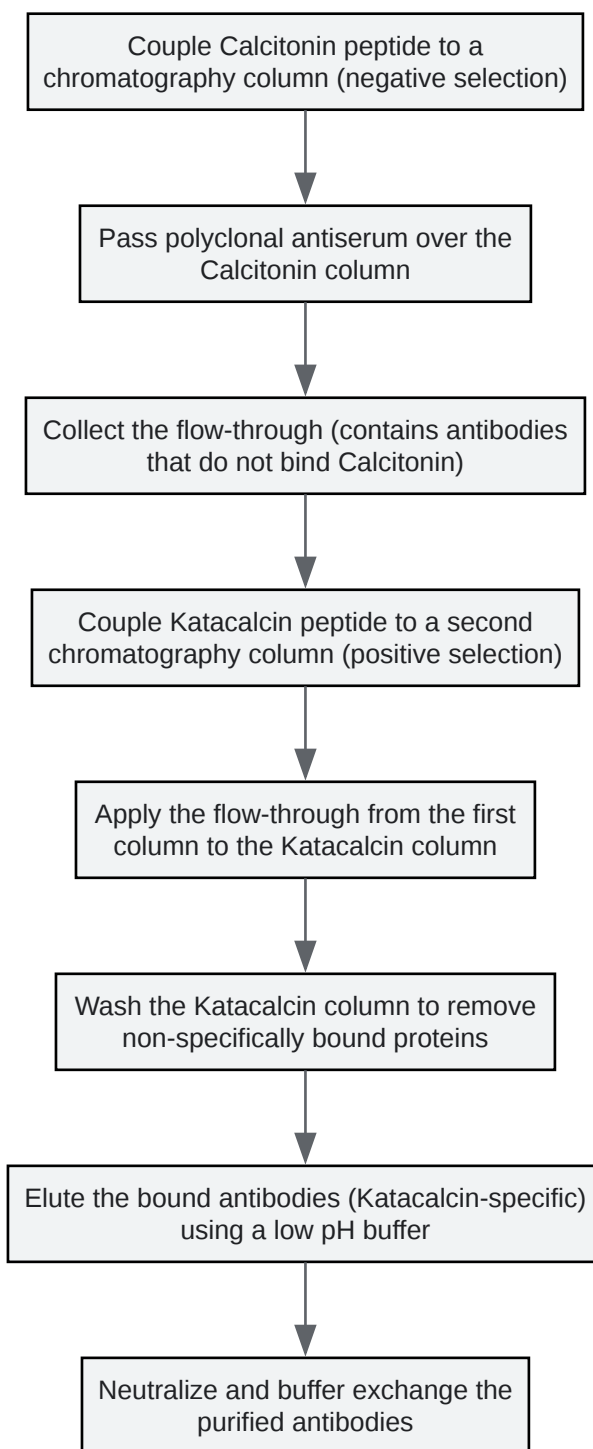 Couple Calcitonin peptide to a
chromatography column (negative selection)
Pass polyclonal antiserum over the
Calcitonin column
Collect the flow-through (contains antibodies
that do not bind Calcitonin)
Couple Katacalcin peptide to a second
chromatography column (positive selection)
Apply the flow-through from the first
column to the Katacalcin column
Wash the Katacalcin column to remove
non-specifically bound proteins
Elute the bound antibodies (Katacalcin-specific)
using a low pH buffer
Neutralize and buffer exchange the
purified antibodies